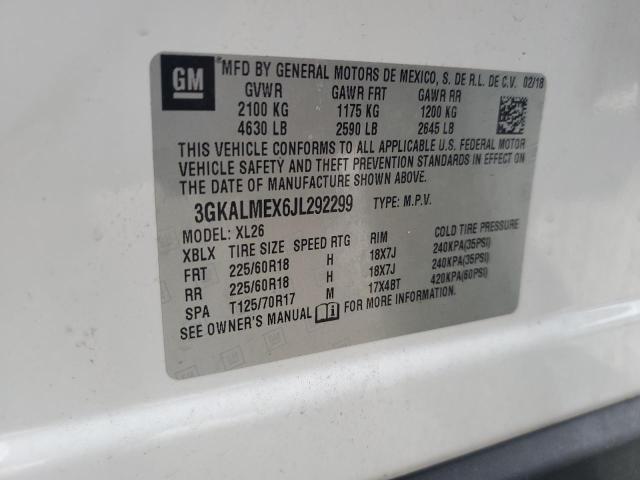 GM
MFD BY GENERAL MOTORS DE MEXICO, S. DE R.L. DE C.V. 02/18
GVWR GAWR FRT GAWR RR
2100 KG 1175 KG 1200 KG
4630 LB 2590 LB 2645 LB
THIS VEHICLE CONFORMS TO ALL APPLICABLE U.S. FEDERAL MOTOR
VEHICLE SAFETY AND THEFT PREVENTION STANDARDS IN EFFECT ON
THE DATE OF MANUFACTURE SHOWN ABOVE.
3GKALMEX6JL292299 TYPE: M.P.V.
MODEL: XL26
XBLX TIRE SIZE SPEED RTG RIM COLD TIRE PRESSURE
FRT 225/60R18 H 18X7J 240KPA(35PSI)
RR 225/60R18 H 18X7J 240KPA(35PSI)
SPA T125/70R17 M 17X4BT 420KPA(60PSI)
SEE OWNER'S MANUAL FOR MORE INFORMATION.